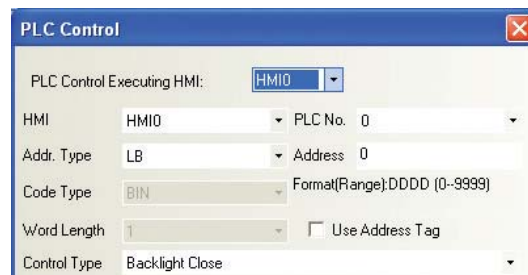 PLC Control
PLC Control Executing HMI: HMI0
HMI HMI0 PLC No. 0
Addr. Type LB Address 0
Code Type BIN Format(Range):DDDD (0--9999)
Word Length 1 Use Address Tag
Control Type Backlight Close